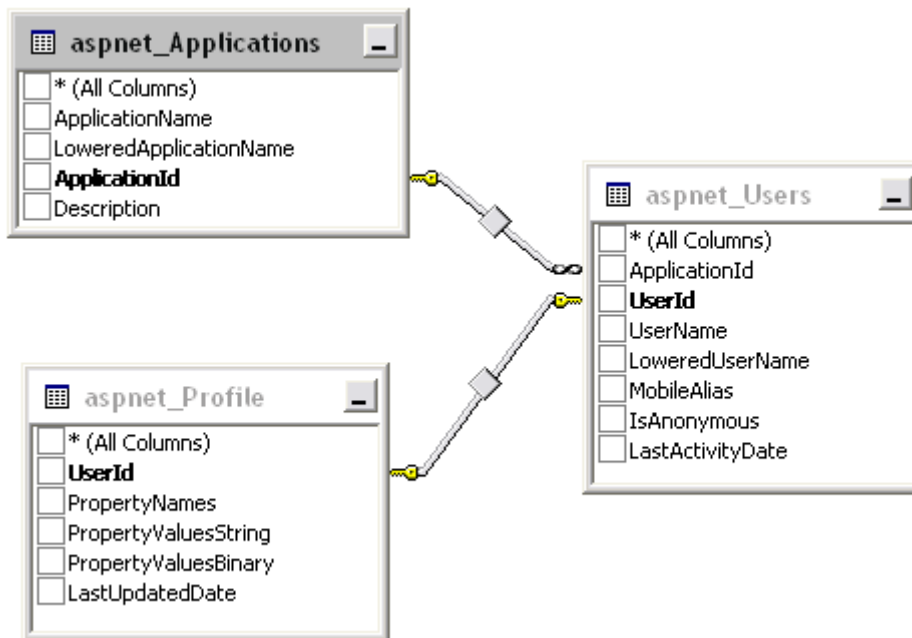 aspnet_Applications
* (All Columns)
ApplicationName
LoweredApplicationName
ApplicationId
Description
aspnet_Users
* (All Columns)
ApplicationId
UserId
UserName
LoweredUserName
MobileAlias
IsAnonymous
LastActivityDate
aspnet_Profile
* (All Columns)
UserId
PropertyNames
PropertyValuesString
PropertyValuesBinary
LastUpdatedDate